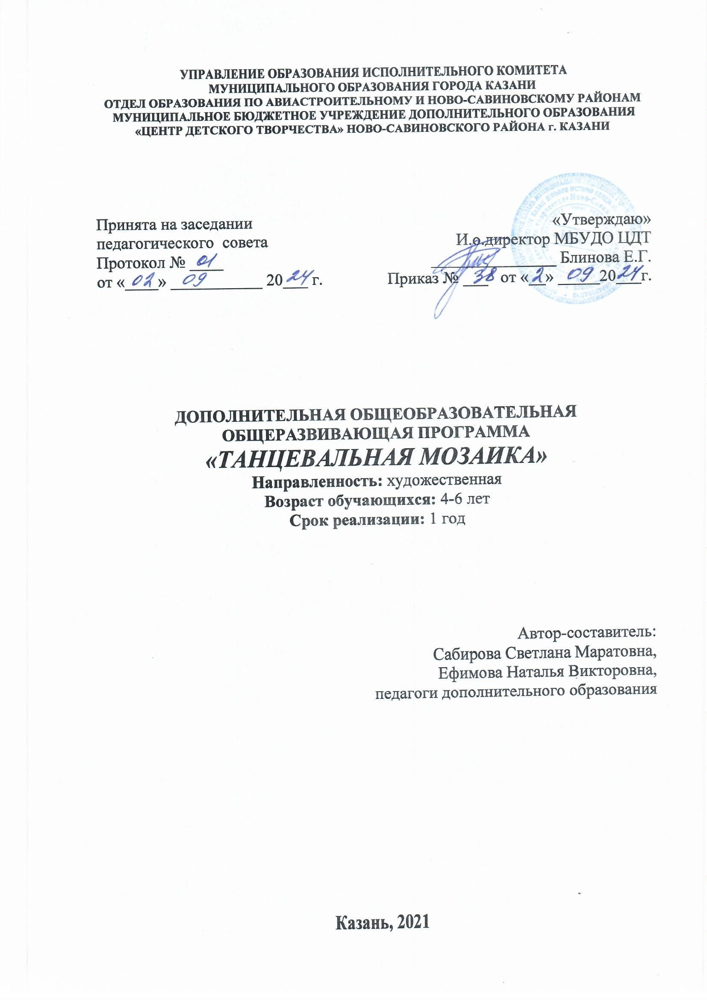 УПРАВЛЕНИЕ ОБРАЗОВАНИЯ ИСПОЛНИТЕЛЬНОГО КОМИТЕТА
МУНИЦИПАЛЬНОГО ОБРАЗОВАНИЯ ГОРОДА КАЗАНИ
ОТДЕЛ ОБРАЗОВАНИЯ ПО АВИАСТРОИТЕЛЬНОМУ И НОВО-САВИНОВСКОМУ РАЙОНАМ
МУНИЦИПАЛЬНОЕ БЮДЖЕТНОЕ УЧРЕЖДЕНИЕ ДОПОЛНИТЕЛЬНОГО ОБРАЗОВАНИЯ
«ЦЕНТР ДЕТСКОГО ТВОРЧЕСТВА» НОВО-САВИНОВСКОГО РАЙОНА г. КАЗАНИ
Принята на заседании
педагогического совета
Протокол № 01
от «02» 09 2024 г.
«Утверждаю»
И.о.директор МБУДО ЦДТ
Блинова Е.Г.
Приказ № 38 от «2» 09 2024г.
ДОПОЛНИТЕЛЬНАЯ ОБЩЕОБРАЗОВАТЕЛЬНАЯ
ОБЩЕРАЗВИВАЮЩАЯ ПРОГРАММА
«ТАНЦЕВАЛЬНАЯ МОЗАИКА»
Направленность: художественная
Возраст обучающихся: 4-6 лет
Срок реализации: 1 год
Автор-составитель:
Сабирова Светлана Маратовна,
Ефимова Наталья Викторовна,
педагоги дополнительного образования
Казань, 2021